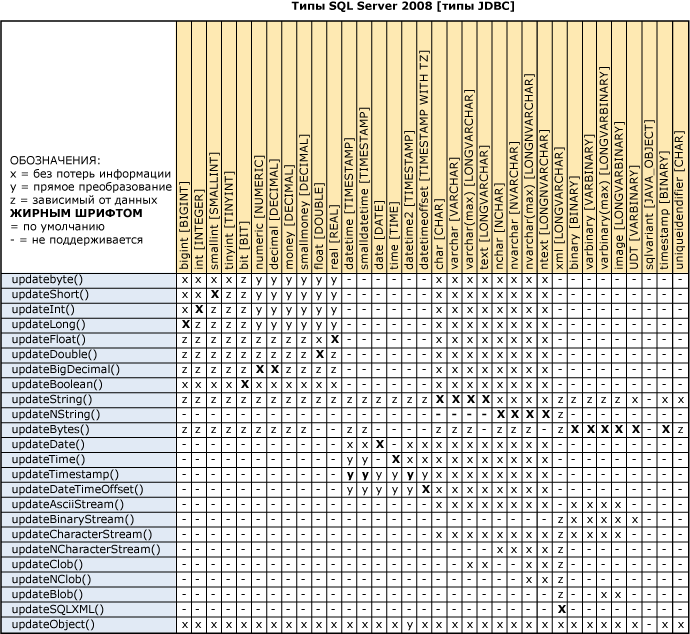 Типы SQL Server 2008 [типы JDBC]
ОБОЗНАЧЕНИЯ:
x = без потерь информации
y = прямое преобразование
z = зависимый от данных
ЖИРНЫМ ШРИФТОМ
= по умолчанию
- = не поддерживается
bigint [BIGINT]
int [INTEGER]
smallint [SMALLINT]
tinyint [TINYINT]
bit [BIT]
numeric [NUMERIC]
decimal [DECIMAL]
money [DECIMAL]
smallmoney [DECIMAL]
float [DOUBLE]
real [REAL]
datetime [TIMESTAMP]
smalldatetime [TIMESTAMP]
date [DATE]
time [TIME]
datetime2 [TIMESTAMP]
datetimeoffset [TIMESTAMP WITH TZ]
char [CHAR]
varchar [VARCHAR]
varchar(max) [LONGVARCHAR]
text [LONGVARCHAR]
nchar [NCHAR]
nvarchar [NVARCHAR]
nvarchar(max) [LONGNVARCHAR]
ntext [LONGNVARCHAR]
xml [LONGVARCHAR]
binary [BINARY]
varbinary [VARBINARY]
varbinary(max) [LONGVARBINARY]
image [LONGVARBINARY]
UDT [VARBINARY]
sqlvariant [JAVA_OBJECT]
timestamp [BINARY]
uniqueidendifier [CHAR]
updatebyte() x x x x z y y y y y y - - - - - - x x x x x x x x - - - - - - - - -
updateShort() x x X x z y y y y y y - - - - - - x x x x x x x x - - - - - - - - -
updateInt() x X z z z y y y y y y - - - - - - x x x x x x x x - - - - - - - - -
updateLong() X z z z z y y y y y y - - - - - - x x x x x x x x - - - - - - - - -
updateFloat() z z z z z z z z z z X - - - - - - x x x x x x x x - - - - - - - - -
updateDouble() z z z z z z z z z X z - - - - - - x x x x x x x x - - - - - - - - -
updateBigDecimal() z z z z z X X z z z z - - - - - - x x x x x x x x - - - - - - - - -
updateBoolean() x x x x X x x x x x x - - - - - - x x x x x x x x - - - - - - - - -
updateString() z z z z z z z z z z z z z z z z z X X X X x x x x z z z z z x - x x
updateNString() - - - - - - - - - - - - - - - - - - - - - X X X X z - - - - - - - -
updateBytes() z z z z z z z z z z z z z - - - - z z z z z z z z z X X X X X - X z
updateDate() - - - - - - - - - - - x x X - x x x x x x x x x x - - - - - - - - -
updateTime() - - - - - - - - - - - y y - X x x x x x x x x x x - - - - - - - - -
updateTimestamp() - - - - - - - - - - - y y y y y y x x x x x x x x - - - - - - - - -
updateDateTimeOffset() - - - - - - - - - - - y y y y y X x x x x x x x x - - - - - - - - -
updateAsciiStream() - - - - - - - - - - - - - - - - - x x x x x x x x - x x x x - - - -
updateBinaryStream() - - - - - - - - - - - - - - - - - - - - - - - - - z x x x x x - - -
updateCharacterStream() - - - - - - - - - - - - - - - - - x x x x x x x x z x x x x - - - -
updateNCharacterStream() - - - - - - - - - - - - - - - - - - - - - x x x x z - - - - - - - -
updateClob() - - - - - - - - - - - - - - - - - - - x x - - x x z - - - - - - - -
updateNClob() - - - - - - - - - - - - - - - - - - - - - - - x x z - - - - - - - -
updateBlob() - - - - - - - - - - - - - - - - - - - - - - - - - z - - x x - - - -
updateSQLXML() - - - - - - - - - - - - - - - - - - - - - - - - - X - - - - - - - -
updateObject() x x x x x x x x x x x x x x x y x x x x x x x x x x x x x x x - x x